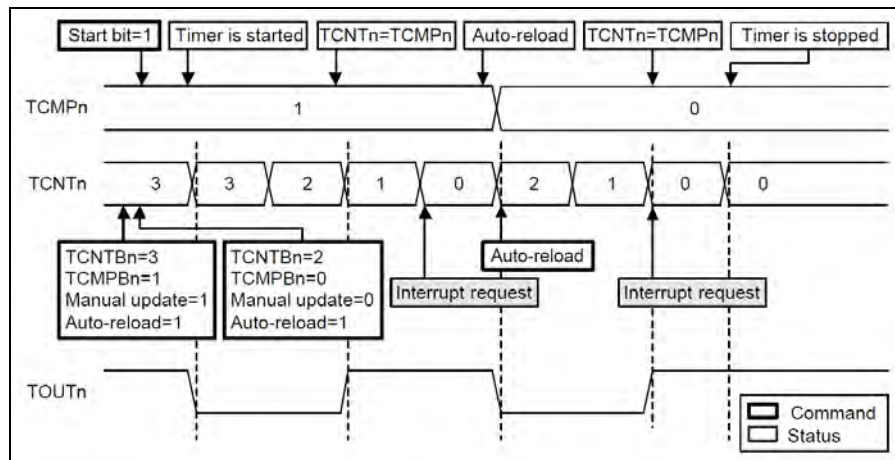 Start bit=1
Timer is started
TCNTn=TCMPn
Auto-reload
TCNTn=TCMPn
Timer is stopped
TCMPn
1
0
TCNTn
3
3
2
1
0
2
1
0
0
TCNTBn=3
TCMPBn=1
Manual update=1
Auto-reload=1
TCNTBn=2
TCMPBn=0
Manual update=0
Auto-reload=1
Interrupt request
Auto-reload
Interrupt request
TOUTn
Command
Status